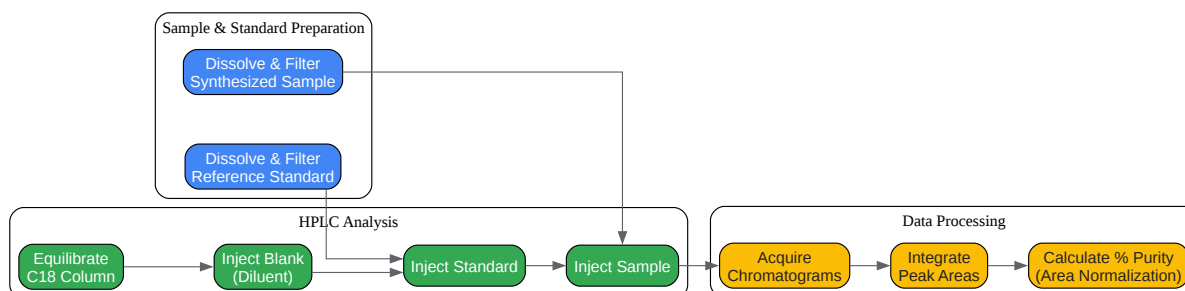 Sample & Standard Preparation
Dissolve & Filter
Synthesized Sample
Dissolve & Filter
Reference Standard
HPLC Analysis
Equilibrate
C18 Column
Inject Blank
(Diluent)
Inject Standard
Inject Sample
Data Processing
Acquire
Chromatograms
Integrate
Peak Areas
Calculate % Purity
(Area Normalization)